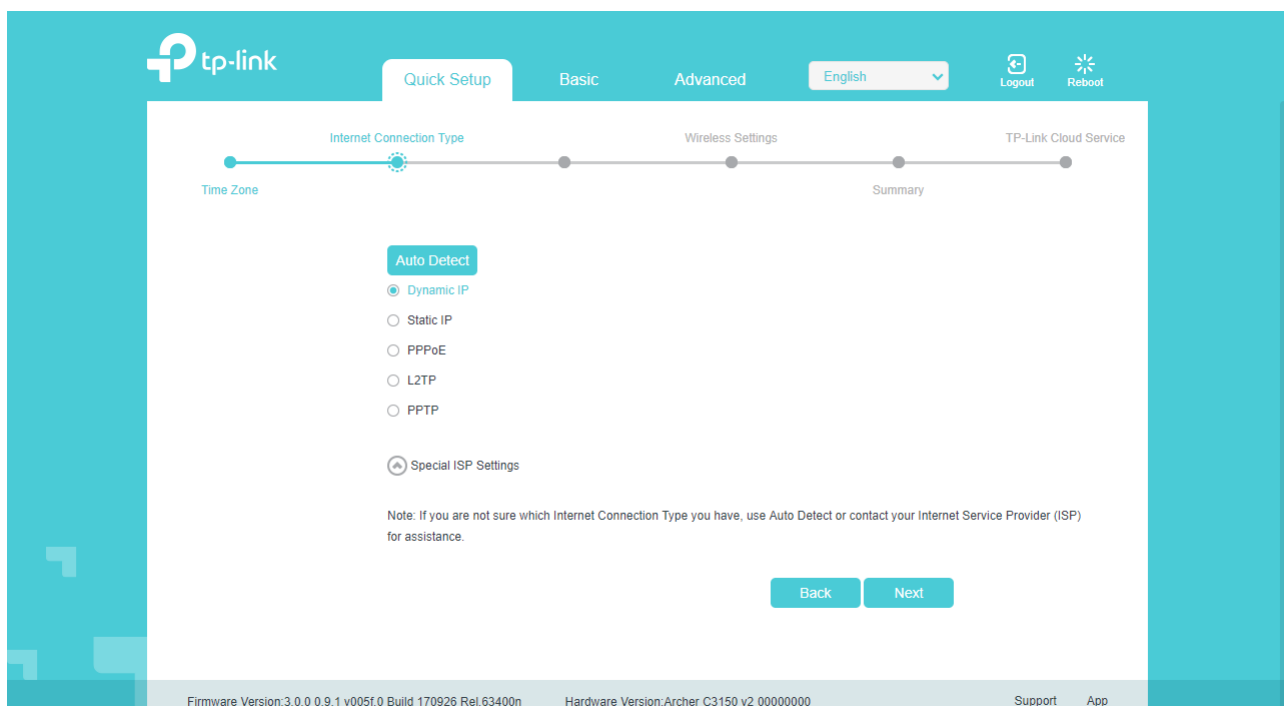 tp-link
Quick Setup Basic Advanced English Logout Reboot
Internet Connection Type Wireless Settings TP-Link Cloud Service
Time Zone Summary
Auto Detect
Dynamic IP
Static IP
PPPoE
L2TP
PPTP
Special ISP Settings
Note: If you are not sure which Internet Connection Type you have, use Auto Detect or contact your Internet Service Provider (ISP)
for assistance.
Back Next
Firmware Version:3.0.0 0.9.1 v005f.0 Build 170926 Rel.63400n Hardware Version:Archer C3150 v2 00000000 Support App